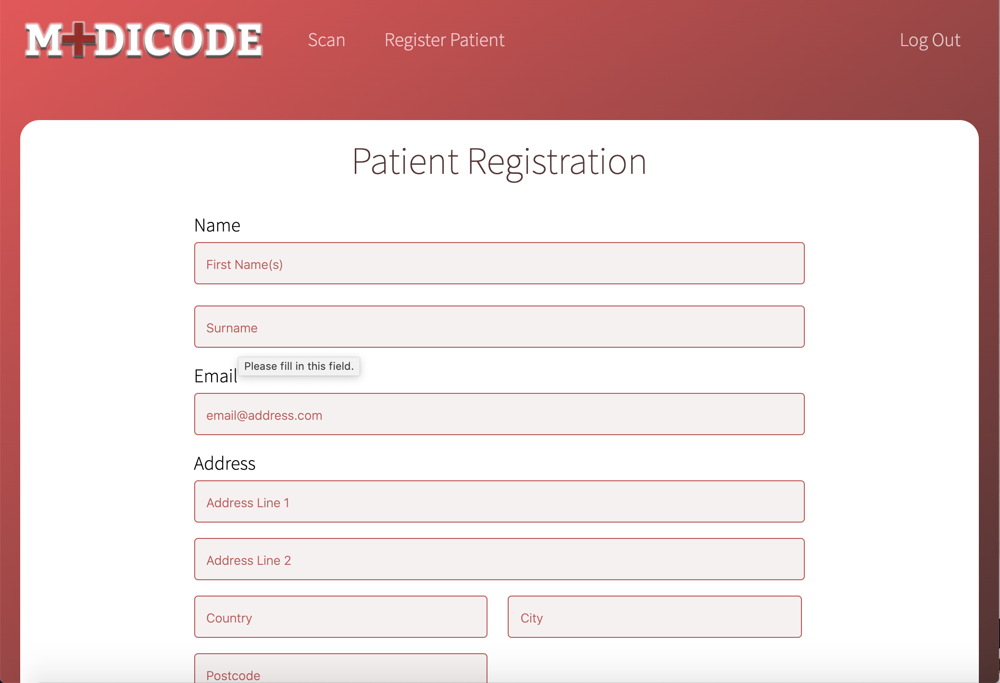 M+DICODE
Scan
Register Patient
Log Out
Patient Registration
Name
First Name(s)
Surname
Please fill in this field.
Email
email@address.com
Address
Address Line 1
Address Line 2
Country
City
Postcode